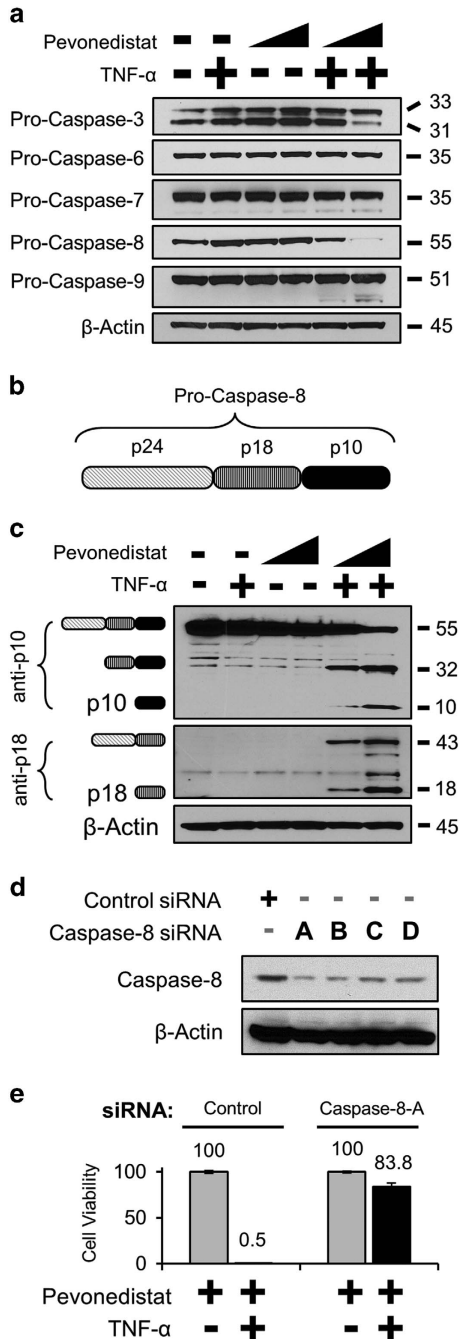 a
Pevonedistat - -
TNF-α - + - - + +
Pro-Caspase-3 33
31
Pro-Caspase-6 35
Pro-Caspase-7 35
Pro-Caspase-8 55
Pro-Caspase-9 51
β-Actin 45
b
Pro-Caspase-8
p24 p18 p10
c
Pevonedistat - -
TNF-α - + - - + +
anti-p10
55
32
p10 10
anti-p18
43
p18 18
β-Actin 45
d
Control siRNA + - - - -
Caspase-8 siRNA - A B C D
Caspase-8
β-Actin
e
siRNA: Control Caspase-8-A
Cell Viability
100 100
83.8
100
50
0.5
0
Pevonedistat + + + +
TNF-α - + - +